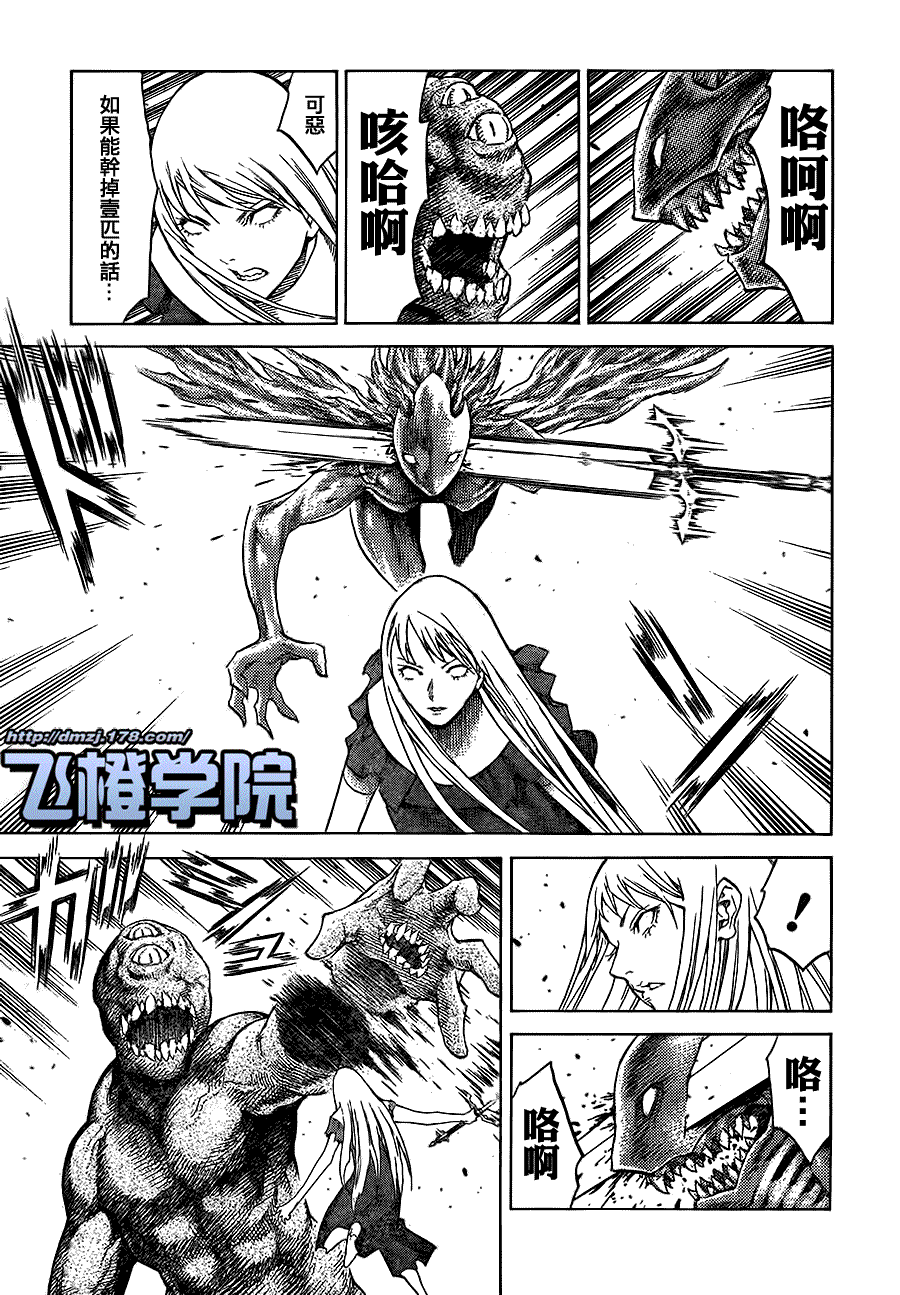 咯呵啊
咳哈啊
可惡
如果能幹掉壹匹的話…
http://dmzj.178.com/
飞橙学院
！
咯…
咯啊